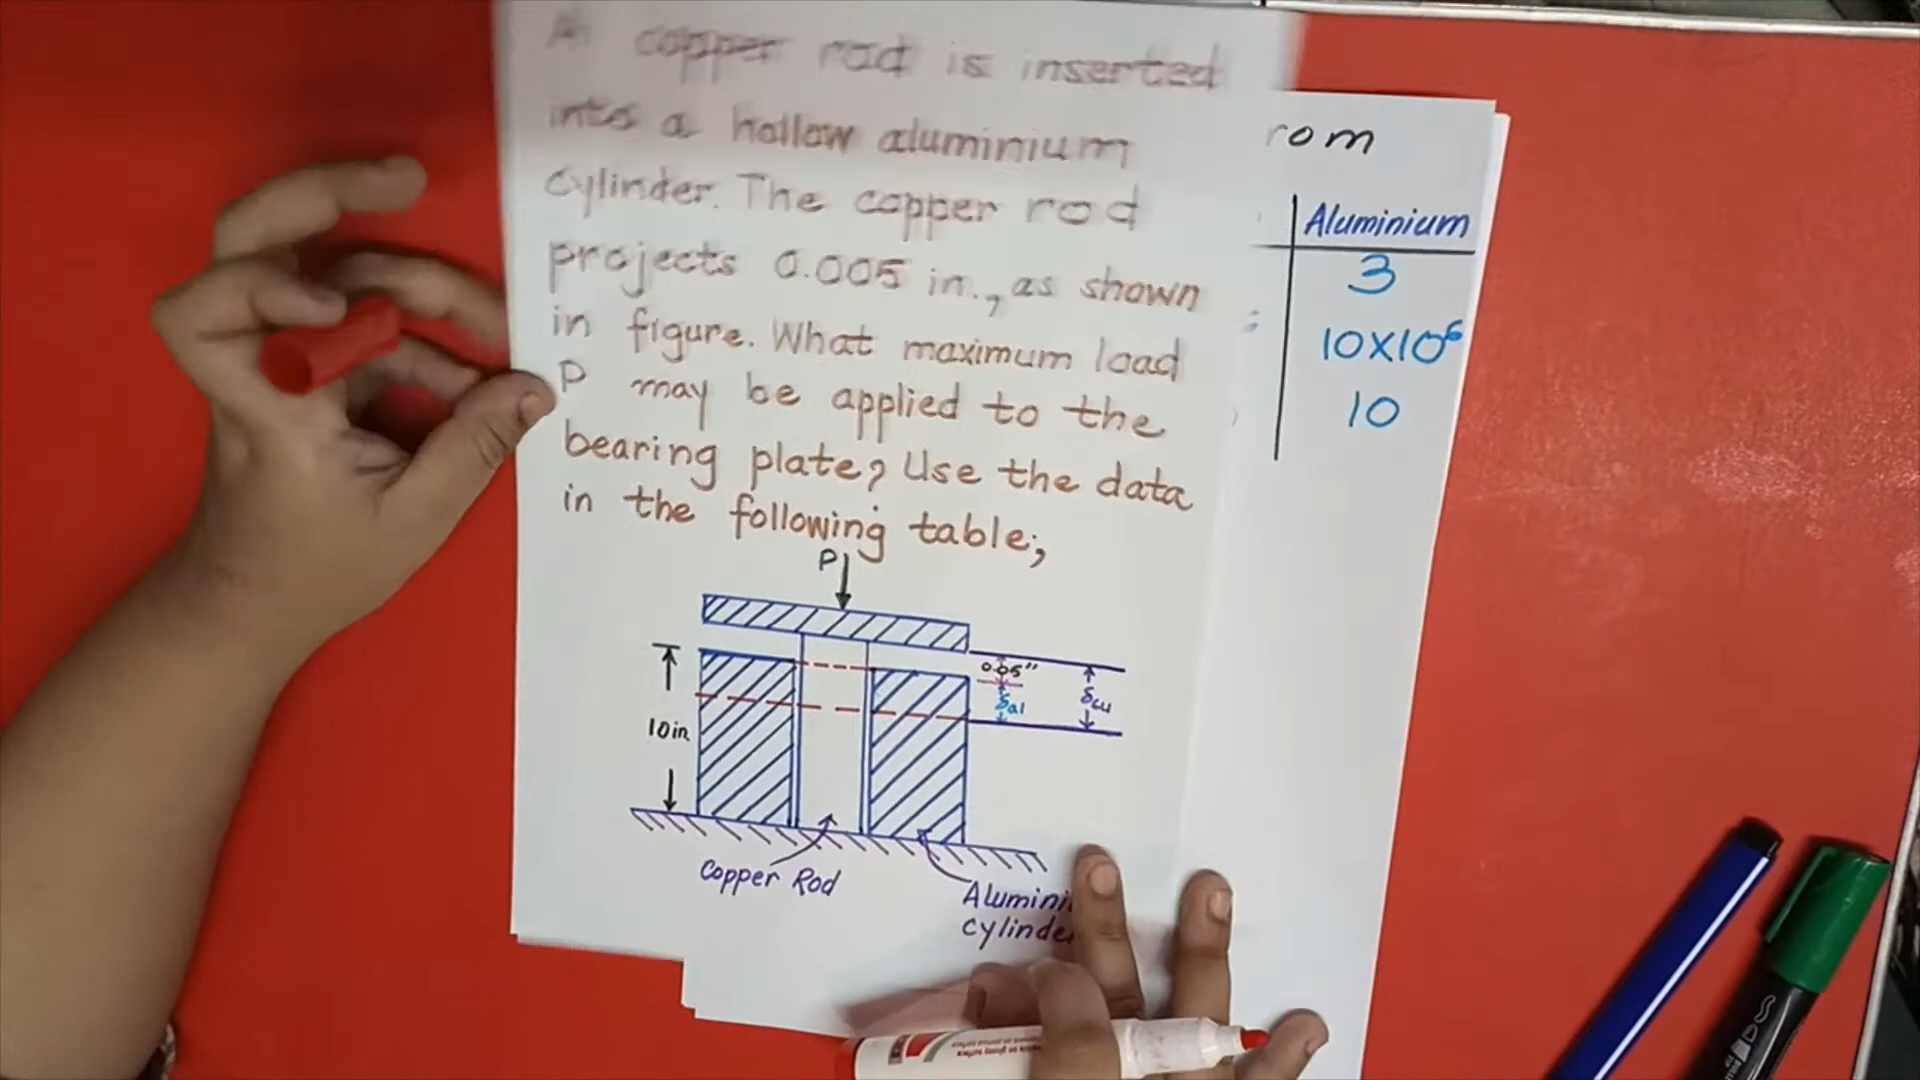 A copper rod is inserted
into a hollow aluminium
cylinder. The copper rod
projects 0.005 in., as shown
in figure. What maximum load
P may be applied to the
bearing plate? Use the data
in the following table;
P
0.05"
δal
δcu
10in
Copper Rod
Alumini
cylinde
rom
Aluminium
3
10X10⁶
10